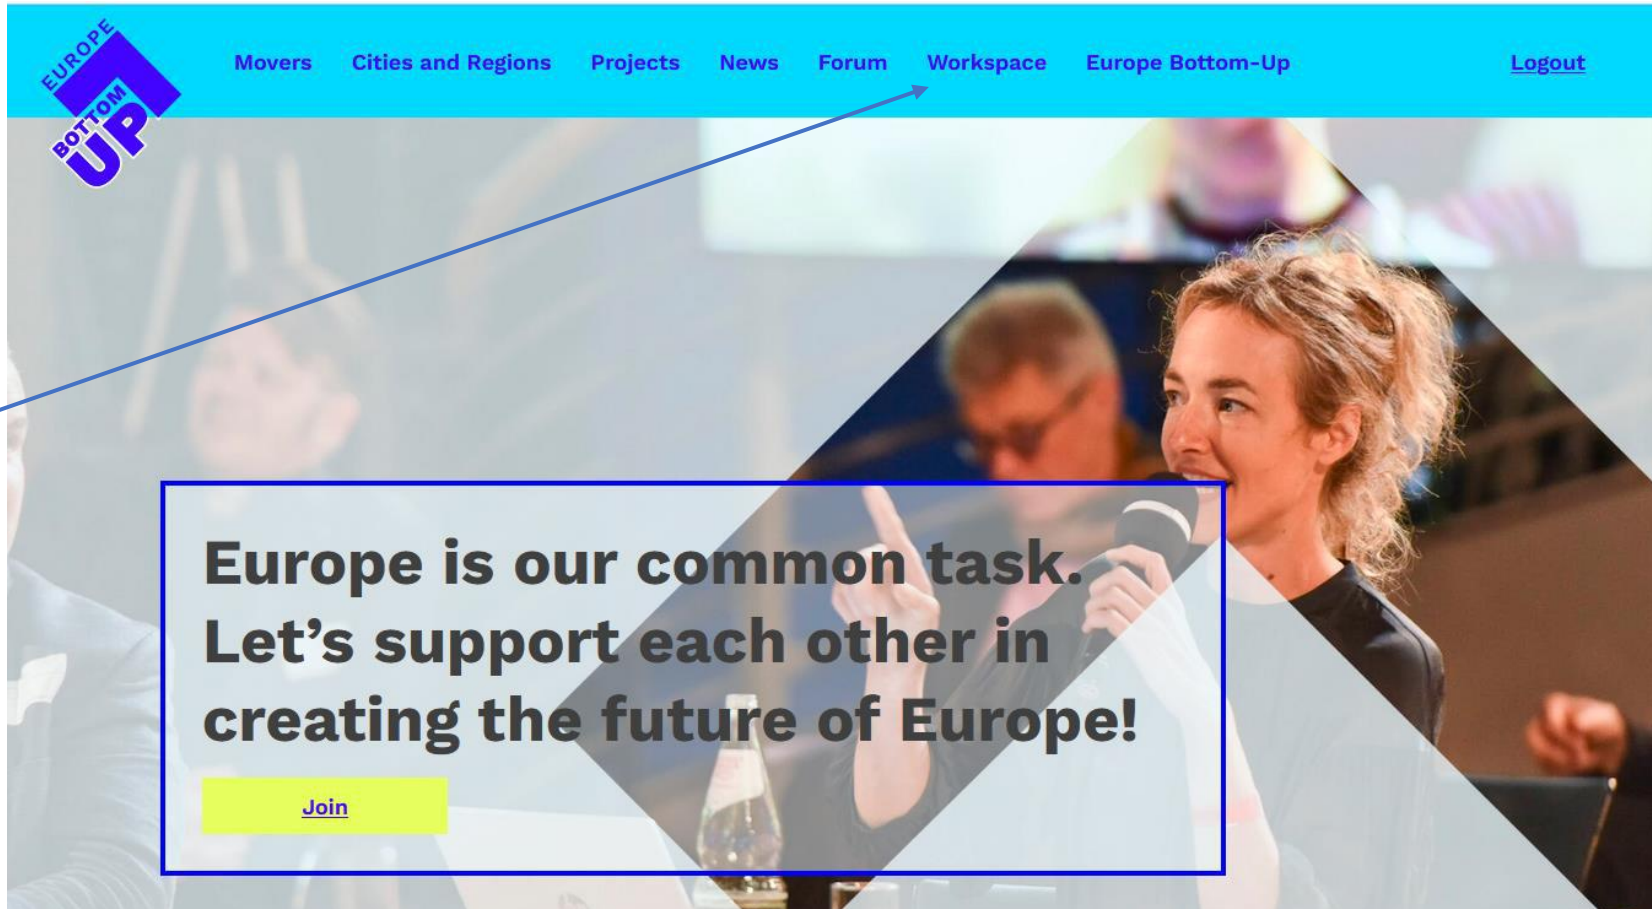 EUROPE
BOTTOM
UP
Movers Cities and Regions Projects News Forum Workspace Europe Bottom-Up Logout
Europe is our common task.
Let’s support each other in
creating the future of Europe!
Join